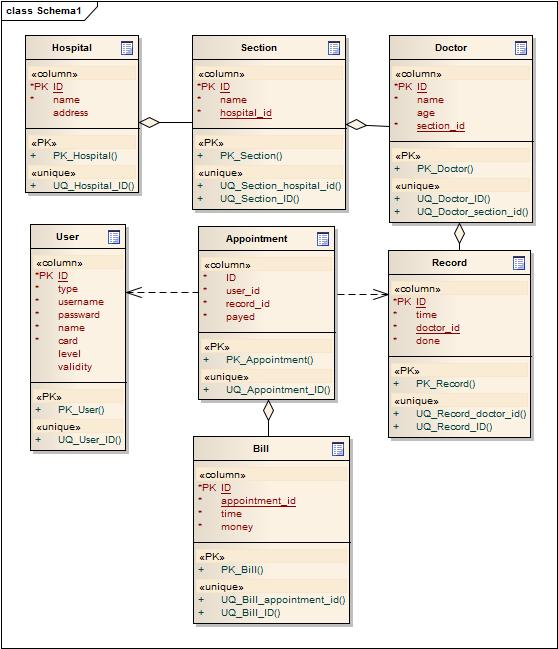 class Schema1
Hospital
«column»
*PK ID
* name
address
«PK»
+ PK_Hospital()
«unique»
+ UQ_Hospital_ID()
Section
«column»
*PK ID
* name
* hospital_id
«PK»
+ PK_Section()
«unique»
+ UQ_Section_hospital_id()
+ UQ_Section_ID()
Doctor
«column»
*PK ID
* name
age
* section_id
«PK»
+ PK_Doctor()
«unique»
+ UQ_Doctor_ID()
+ UQ_Doctor_section_id()
User
«column»
*PK ID
* type
* username
* passward
* name
* card
level
validity
«PK»
+ PK_User()
«unique»
+ UQ_User_ID()
Appointment
«column»
* ID
* user_id
* record_id
* payed
«PK»
+ PK_Appointment()
«unique»
+ UQ_Appointment_ID()
Record
«column»
*PK ID
* time
* doctor_id
* done
«PK»
+ PK_Record()
«unique»
+ UQ_Record_doctor_id()
+ UQ_Record_ID()
Bill
«column»
*PK ID
* appointment_id
* time
* money
«PK»
+ PK_Bill()
«unique»
+ UQ_Bill_appointment_id()
+ UQ_Bill_ID()